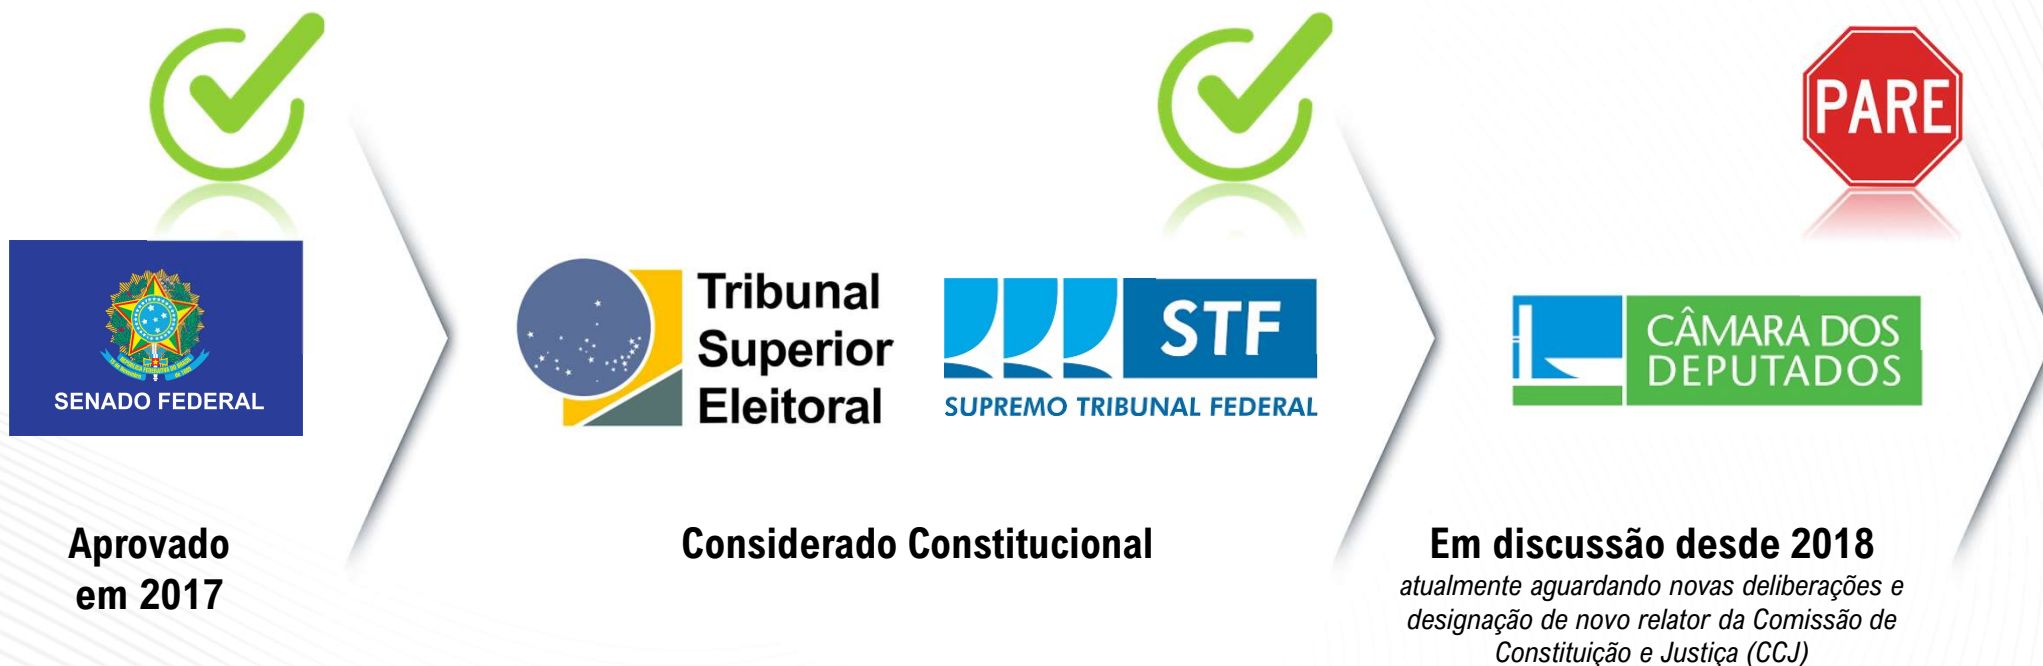 PARE
SENADO FEDERAL
Tribunal
Superior
Eleitoral
STF
SUPREMO TRIBUNAL FEDERAL
CÂMARA DOS
DEPUTADOS
Aprovado
em 2017
Considerado Constitucional
Em discussão desde 2018
atualmente aguardando novas deliberações e
designação de novo relator da Comissão de
Constituição e Justiça (CCJ)